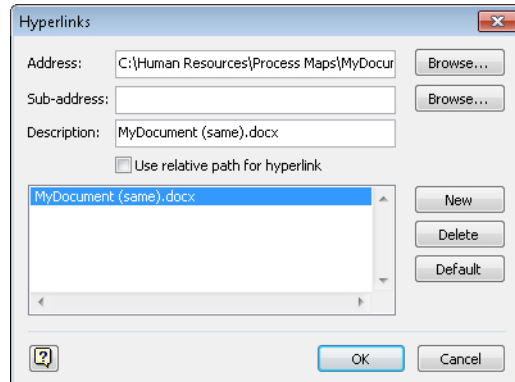 Hyperlinks
Address: C:\Human Resources\Process Maps\MyDocur Browse...
Sub-address: Browse...
Description: MyDocument (same).docx
Use relative path for hyperlink
MyDocument (same).docx
New
Delete
Default
?
OK Cancel